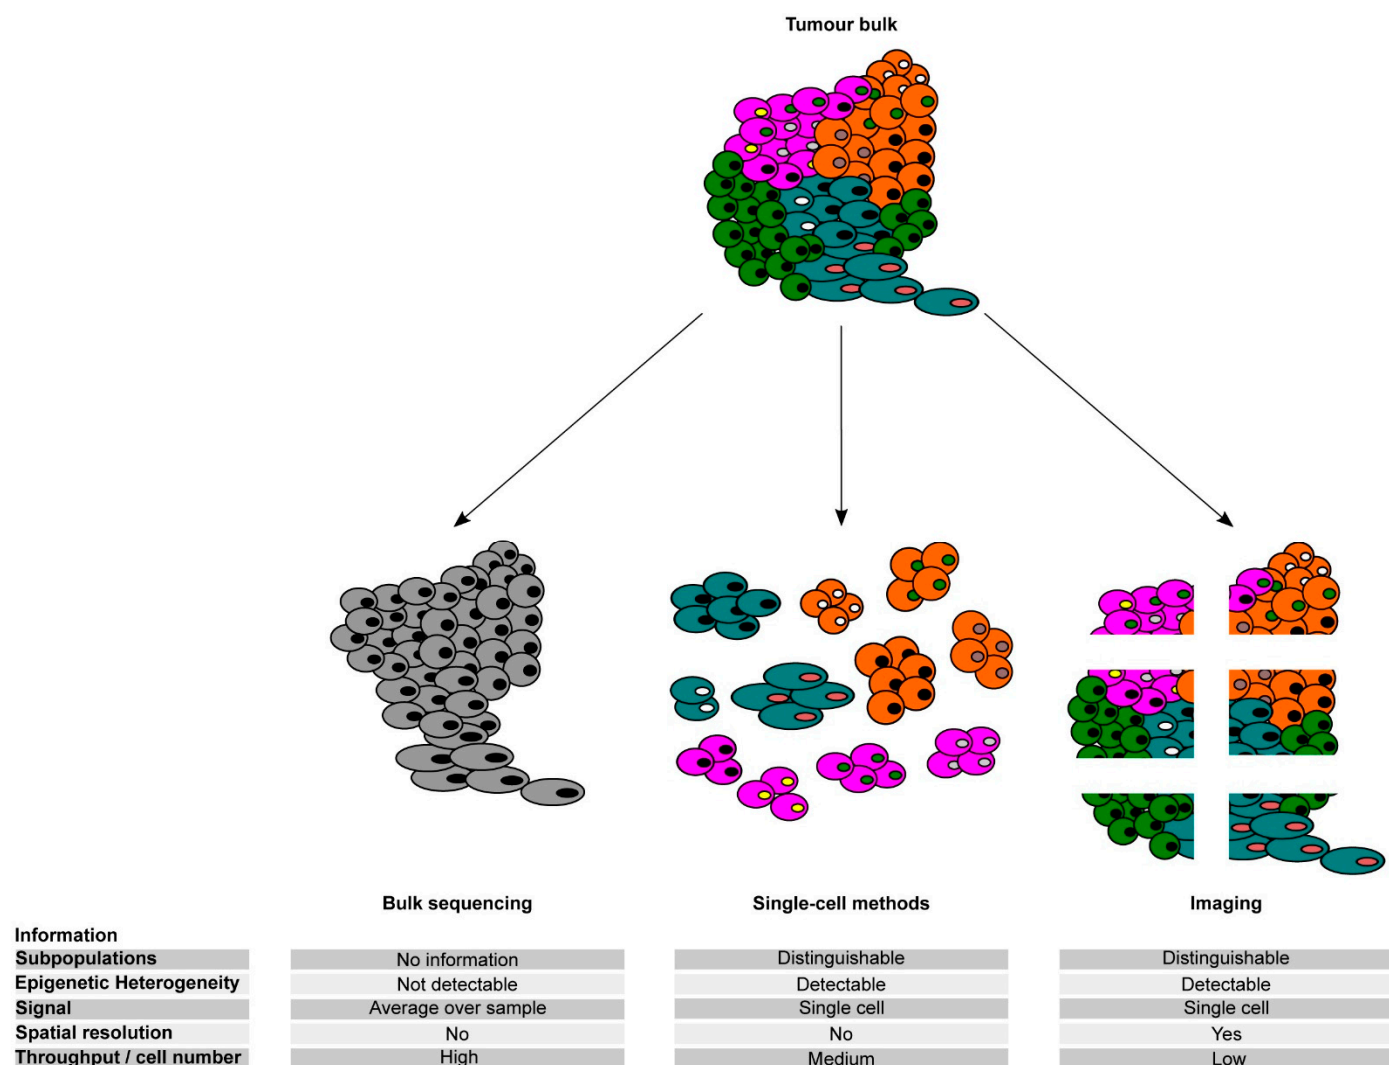 Tumour bulk
Bulk sequencing Single-cell methods Imaging
Information
Subpopulations No information Distinguishable Distinguishable
Epigenetic Heterogeneity Not detectable Detectable Detectable
Signal Average over sample Single cell Single cell
Spatial resolution No No Yes
Throughput / cell number High Medium Low